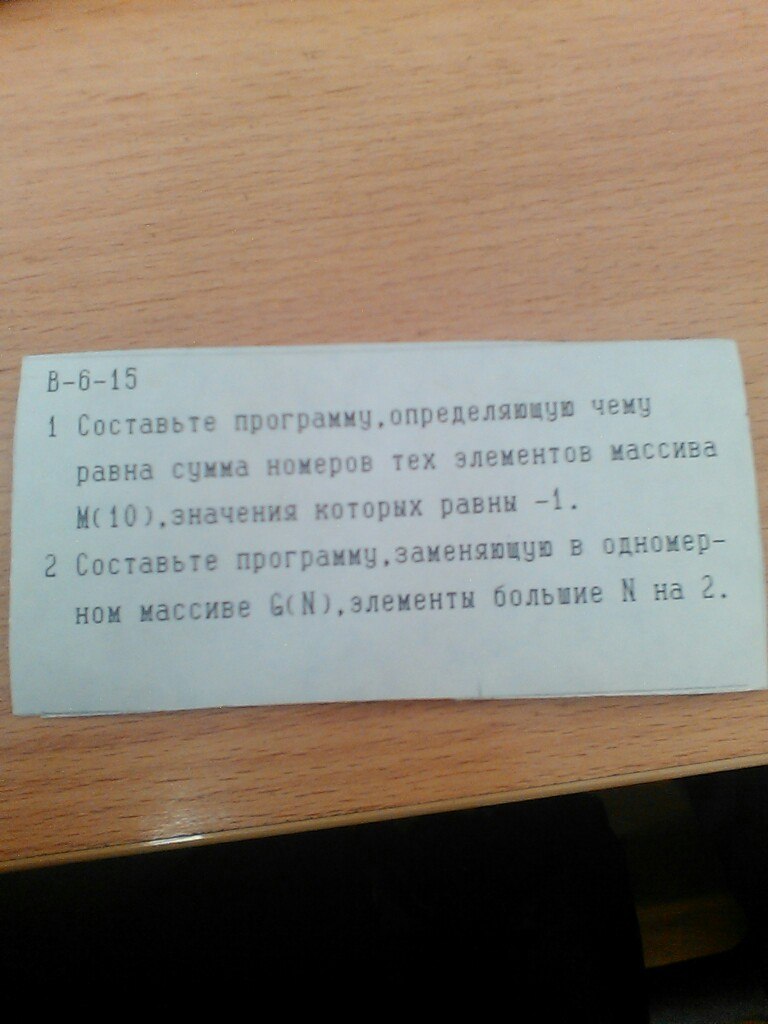 В-6-15
1 Составьте программу,определяющую чему
равна сумма номеров тех элементов массива
М(10),значения которых равны -1.
2 Составьте программу,заменяющую в одномер-
ном массиве G(N),элементы большие N на 2.